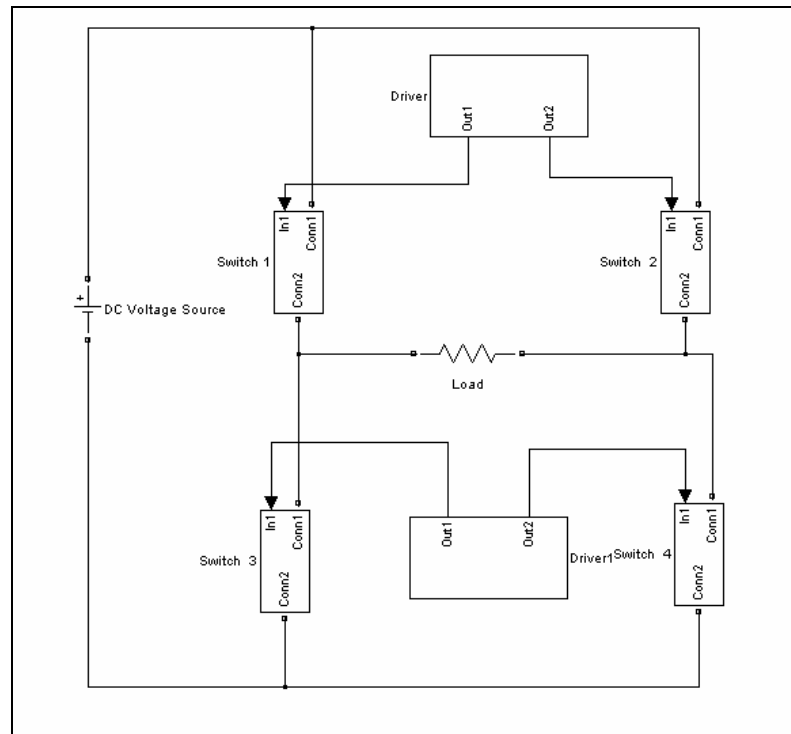 Driver
Out1
Out2
In1
Conn1
Conn2
Switch 1
In1
Conn1
Conn2
Switch 2
+
DC Voltage Source
Load
In1
Conn1
Conn2
Switch 3
Out1
Out2
Driver1
Switch 4
In1
Conn1
Conn2